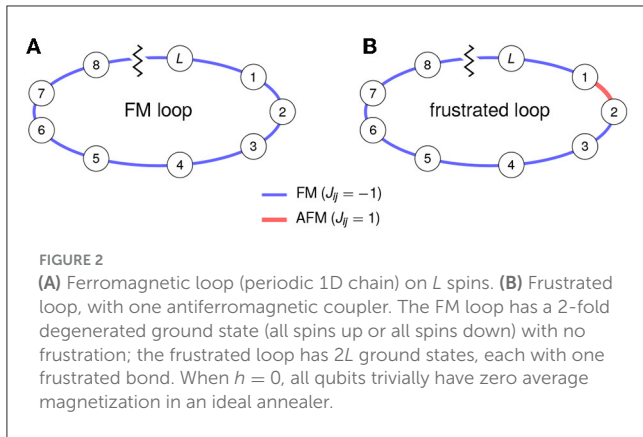 A
B
L
1
2
3
4
5
6
7
8
FM loop
L
1
2
3
4
5
6
7
8
frustrated loop
FM (Jij = −1)
AFM (Jij = 1)
FIGURE 2
(A) Ferromagnetic loop (periodic 1D chain) on L spins. (B) Frustrated
loop, with one antiferromagnetic coupler. The FM loop has a 2-fold
degenerated ground state (all spins up or all spins down) with no
frustration; the frustrated loop has 2L ground states, each with one
frustrated bond. When h = 0, all qubits trivially have zero average
magnetization in an ideal annealer.